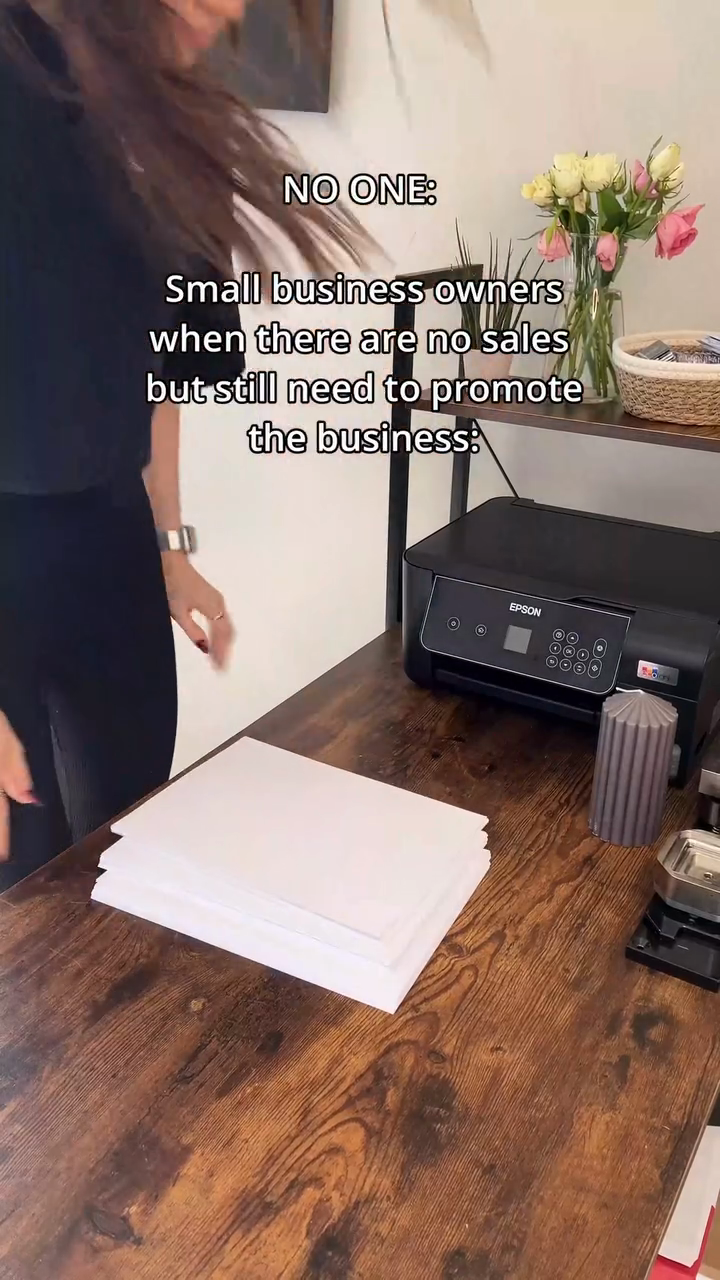 NO ONE:
Small business owners
when there are no sales
but still need to promote
the business:
EPSON